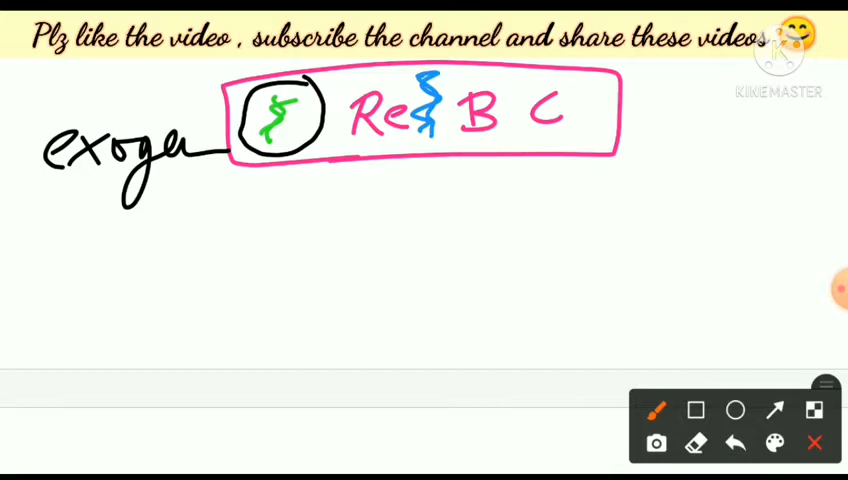 Plz like the video , subscribe the channel and share these videos 😊
KINEMASTER
Re B C
exogen